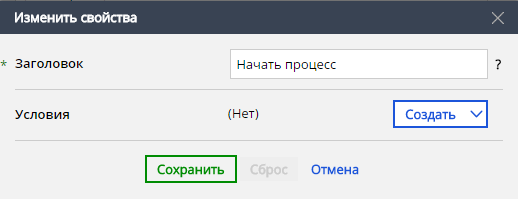 Изменить свойства
* Заголовок Начать процесс ?
Условия (Нет) Создать
Сохранить Сброс Отмена